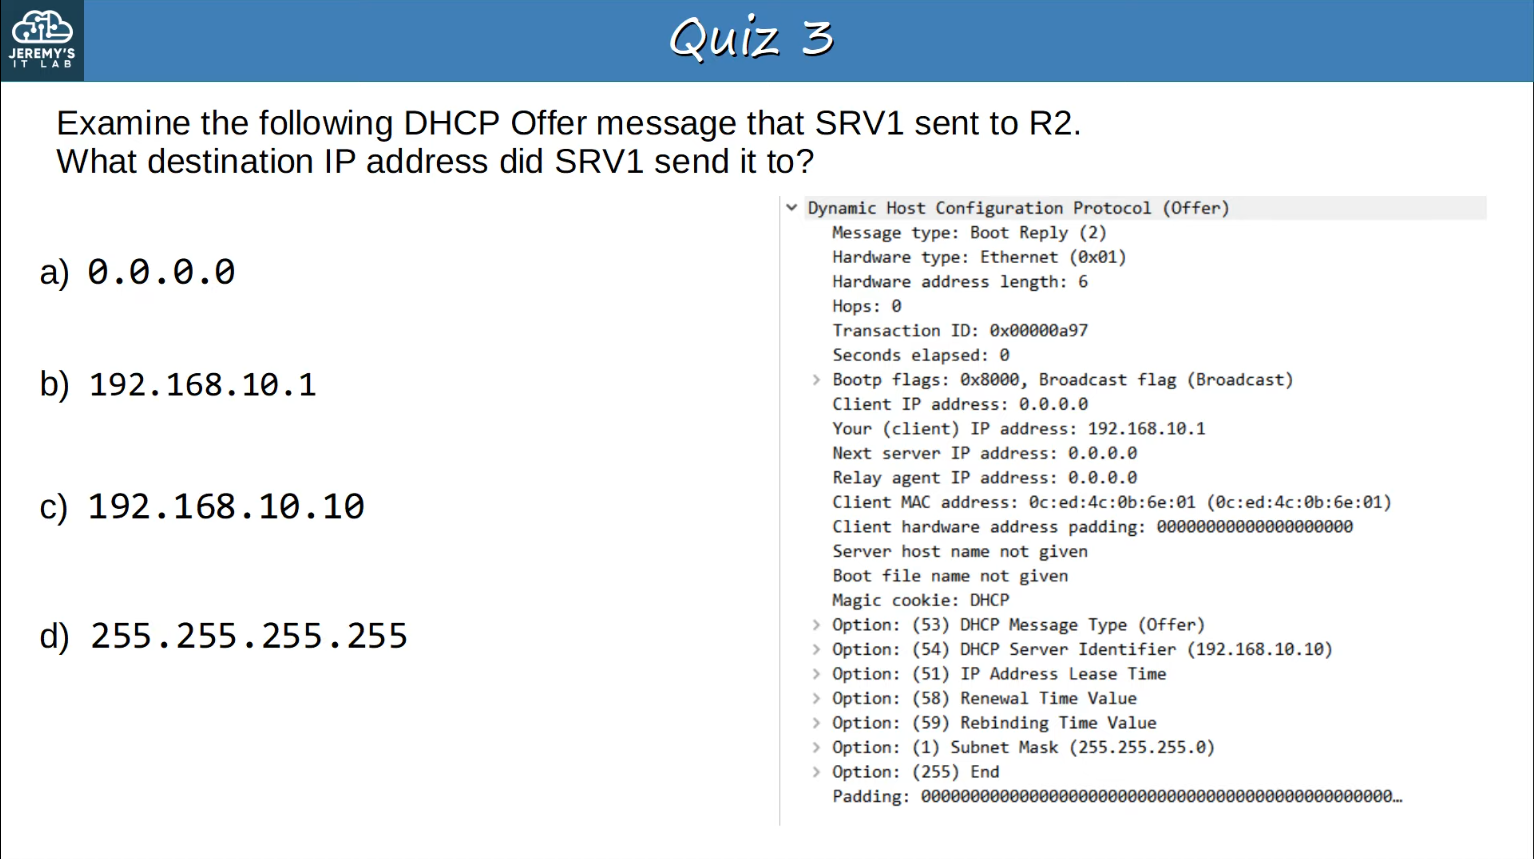 JEREMY'S
IT LAB
Quiz 3
Examine the following DHCP Offer message that SRV1 sent to R2.
What destination IP address did SRV1 send it to?
a) 0.0.0.0
b) 192.168.10.1
c) 192.168.10.10
d) 255.255.255.255
Dynamic Host Configuration Protocol (Offer)
Message type: Boot Reply (2)
Hardware type: Ethernet (0x01)
Hardware address length: 6
Hops: 0
Transaction ID: 0x00000a97
Seconds elapsed: 0
Bootp flags: 0x8000, Broadcast flag (Broadcast)
Client IP address: 0.0.0.0
Your (client) IP address: 192.168.10.1
Next server IP address: 0.0.0.0
Relay agent IP address: 0.0.0.0
Client MAC address: 0c:ed:4c:0b:6e:01 (0c:ed:4c:0b:6e:01)
Client hardware address padding: 00000000000000000000
Server host name not given
Boot file name not given
Magic cookie: DHCP
Option: (53) DHCP Message Type (Offer)
Option: (54) DHCP Server Identifier (192.168.10.10)
Option: (51) IP Address Lease Time
Option: (58) Renewal Time Value
Option: (59) Rebinding Time Value
Option: (1) Subnet Mask (255.255.255.0)
Option: (255) End
Padding: 000000000000000000000000000000000000000000000000…